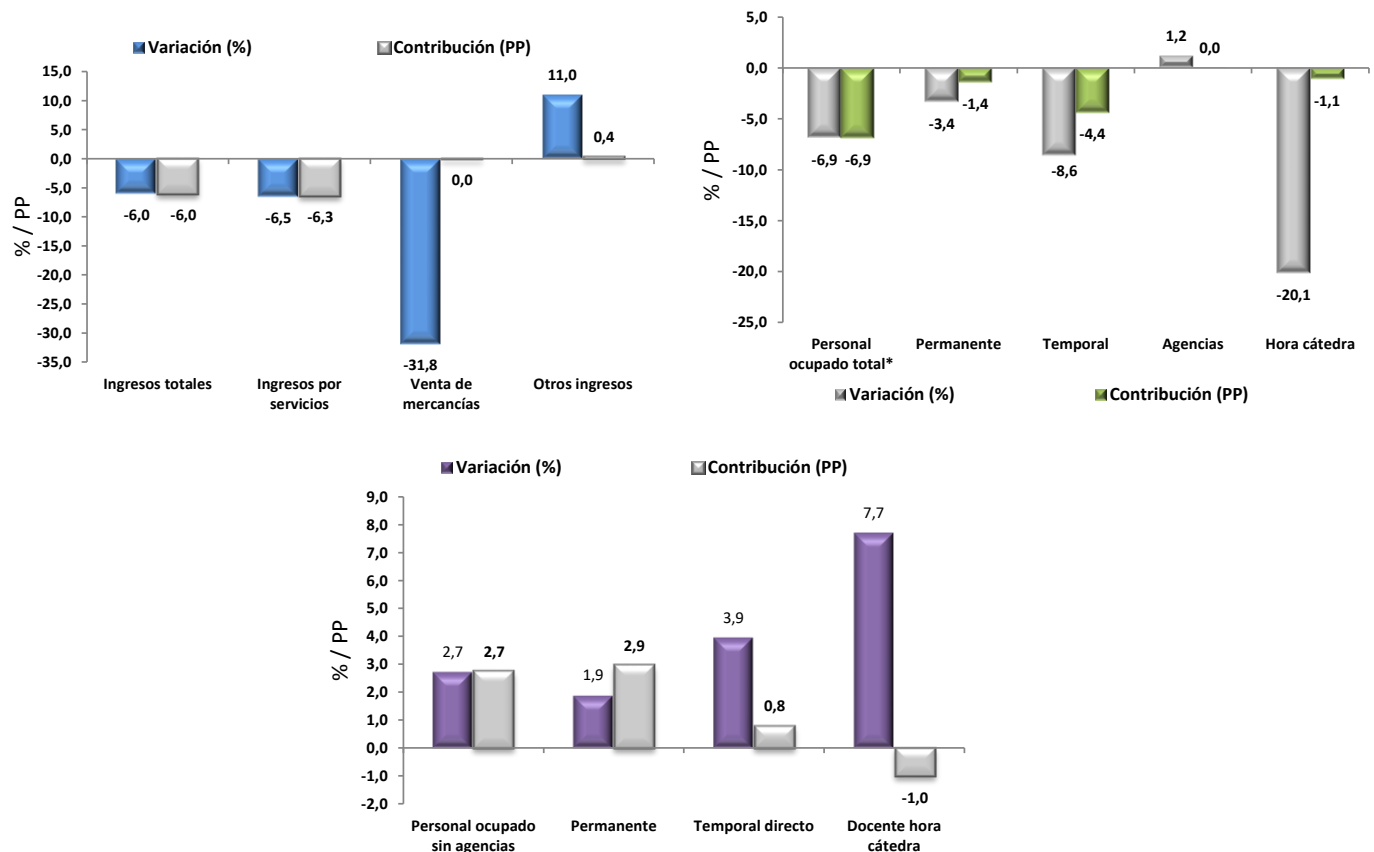 Variación (%)
Contribución (PP)
% / PP
15,0
10,0
5,0
0,0
-5,0
-10,0
-15,0
-20,0
-25,0
-30,0
-35,0
-6,0
-6,0
-6,5
-6,3
-31,8
0,0
11,0
0,4
Ingresos totales
Ingresos por
servicios
Venta de
mercancías
Otros ingresos
% / PP
5,0
0,0
-5,0
-10,0
-15,0
-20,0
-25,0
-6,9
-6,9
-3,4
-1,4
-8,6
-4,4
1,2
0,0
-20,1
-1,1
Personal
ocupado total*
Permanente
Temporal
Agencias
Hora cátedra
Variación (%)
Contribución (PP)
Variación (%)
Contribución (PP)
% / PP
9,0
8,0
7,0
6,0
5,0
4,0
3,0
2,0
1,0
0,0
-1,0
-2,0
2,7
2,7
1,9
2,9
3,9
0,8
7,7
-1,0
Personal ocupado
sin agencias
Permanente
Temporal directo
Docente hora
cátedra